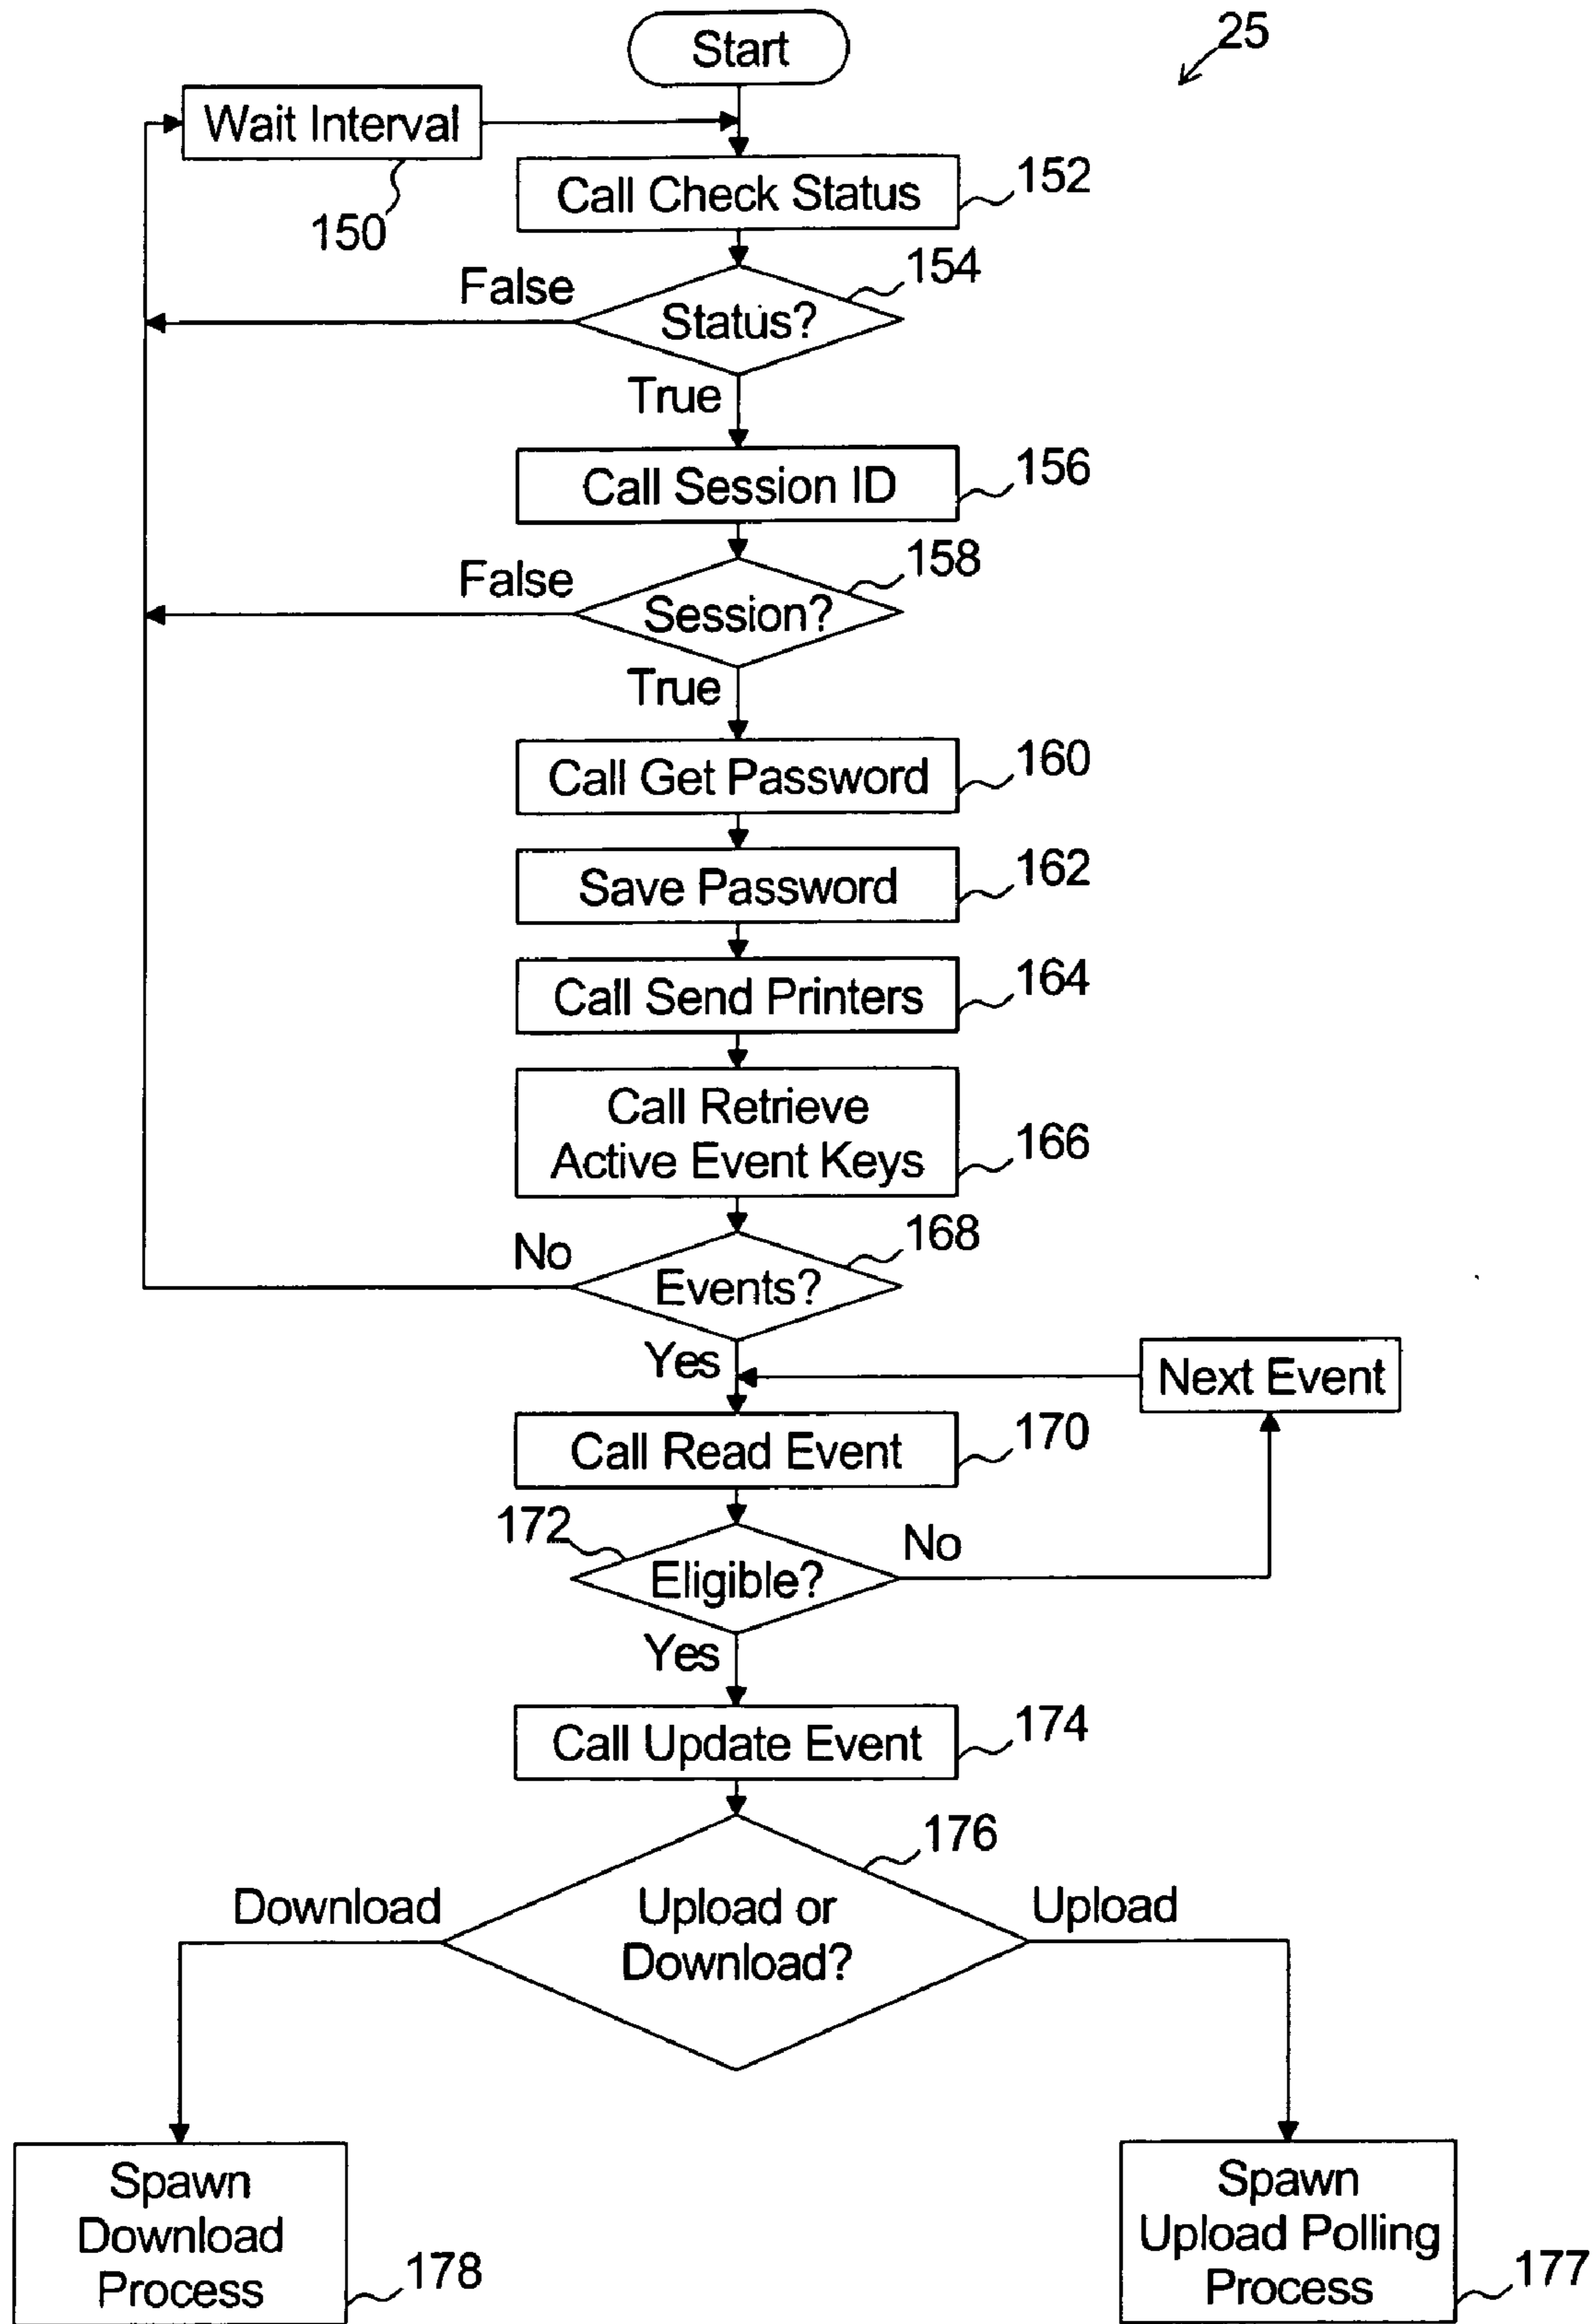 Start
25
Wait Interval
150
Call Check Status
152
154
False
Status?
True
Call Session ID
156
158
False
Session?
True
Call Get Password
160
Save Password
162
Call Send Printers
164
Call Retrieve
Active Event Keys
166
168
No
Events?
Yes
Next Event
Call Read Event
170
172
No
Eligible?
Yes
Call Update Event
174
176
Download
Upload or
Download?
Upload
Spawn
Download
Process
178
Spawn
Upload Polling
Process
177